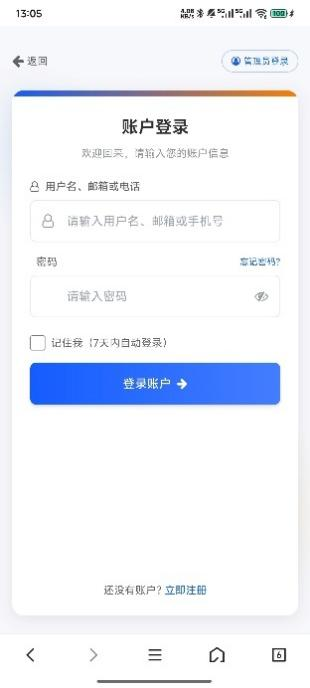 13:05
返回
管理员登录
账户登录
欢迎回来，请输入您的账户信息
用户名、邮箱或电话
请输入用户名、邮箱或手机号
密码
忘记密码?
请输入密码
记住我（7天内自动登录）
登录账户
还没有账户? 立即注册
6